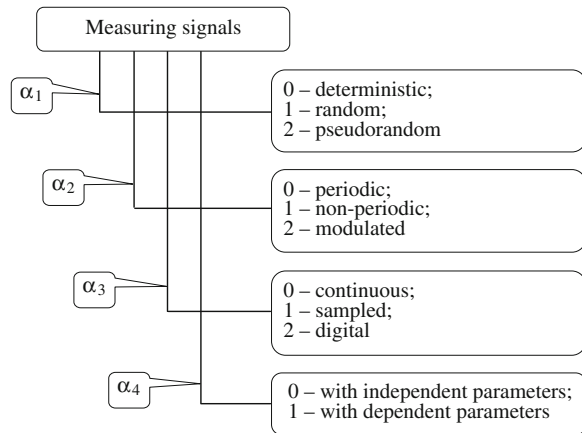 Measuring signals
α1
0 – deterministic;
1 – random;
2 – pseudorandom
α2
0 – periodic;
1 – non-periodic;
2 – modulated
α3
0 – continuous;
1 – sampled;
2 – digital
α4
0 – with independent parameters;
1 – with dependent parameters